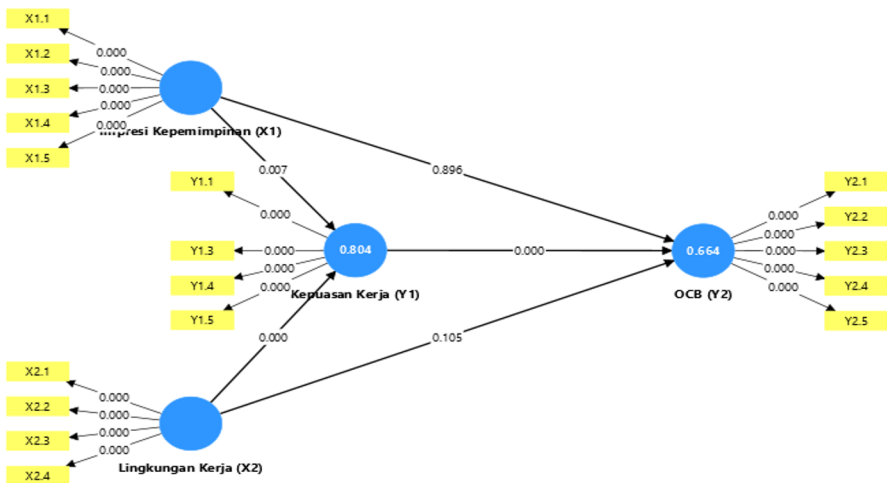 X1.1
X1.2
X1.3
X1.4
X1.5
0.000
0.000
0.000
0.000
0.000
Kepemimpinan (X1)
0.007
0.896
Y1.1
Y1.3
Y1.4
Y1.5
0.000
0.000
0.000
0.000
0.804
Kepuasan Kerja (Y1)
0.000
0.664
OCB (Y2)
0.000
0.000
0.000
0.000
0.000
Y2.1
Y2.2
Y2.3
Y2.4
Y2.5
0.000
0.105
X2.1
X2.2
X2.3
X2.4
0.000
0.000
0.000
0.000
Lingkungan Kerja (X2)